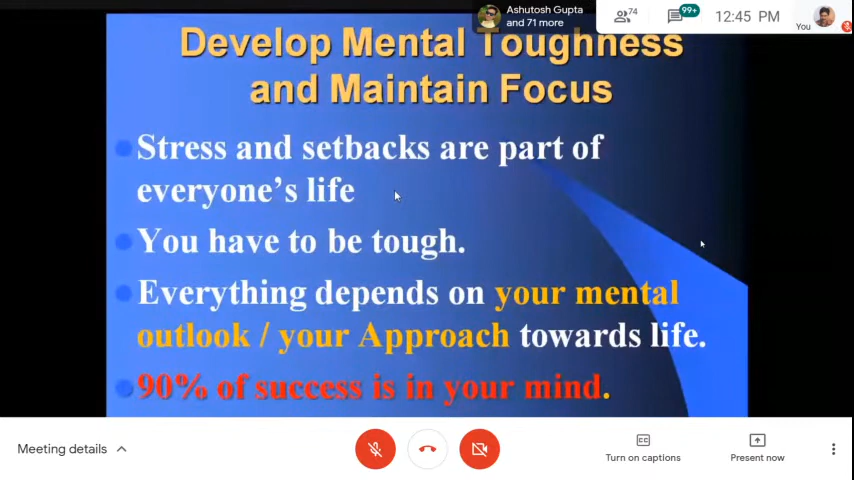 Ashutosh Gupta
and 71 more
74
99+
12:45 PM
You
Develop Mental Toughness
and Maintain Focus
Stress and setbacks are part of
everyone's life
You have to be tough.
Everything depends on your mental
outlook / your Approach towards life.
90% of success is in your mind.
Meeting details
Turn on captions
Present now